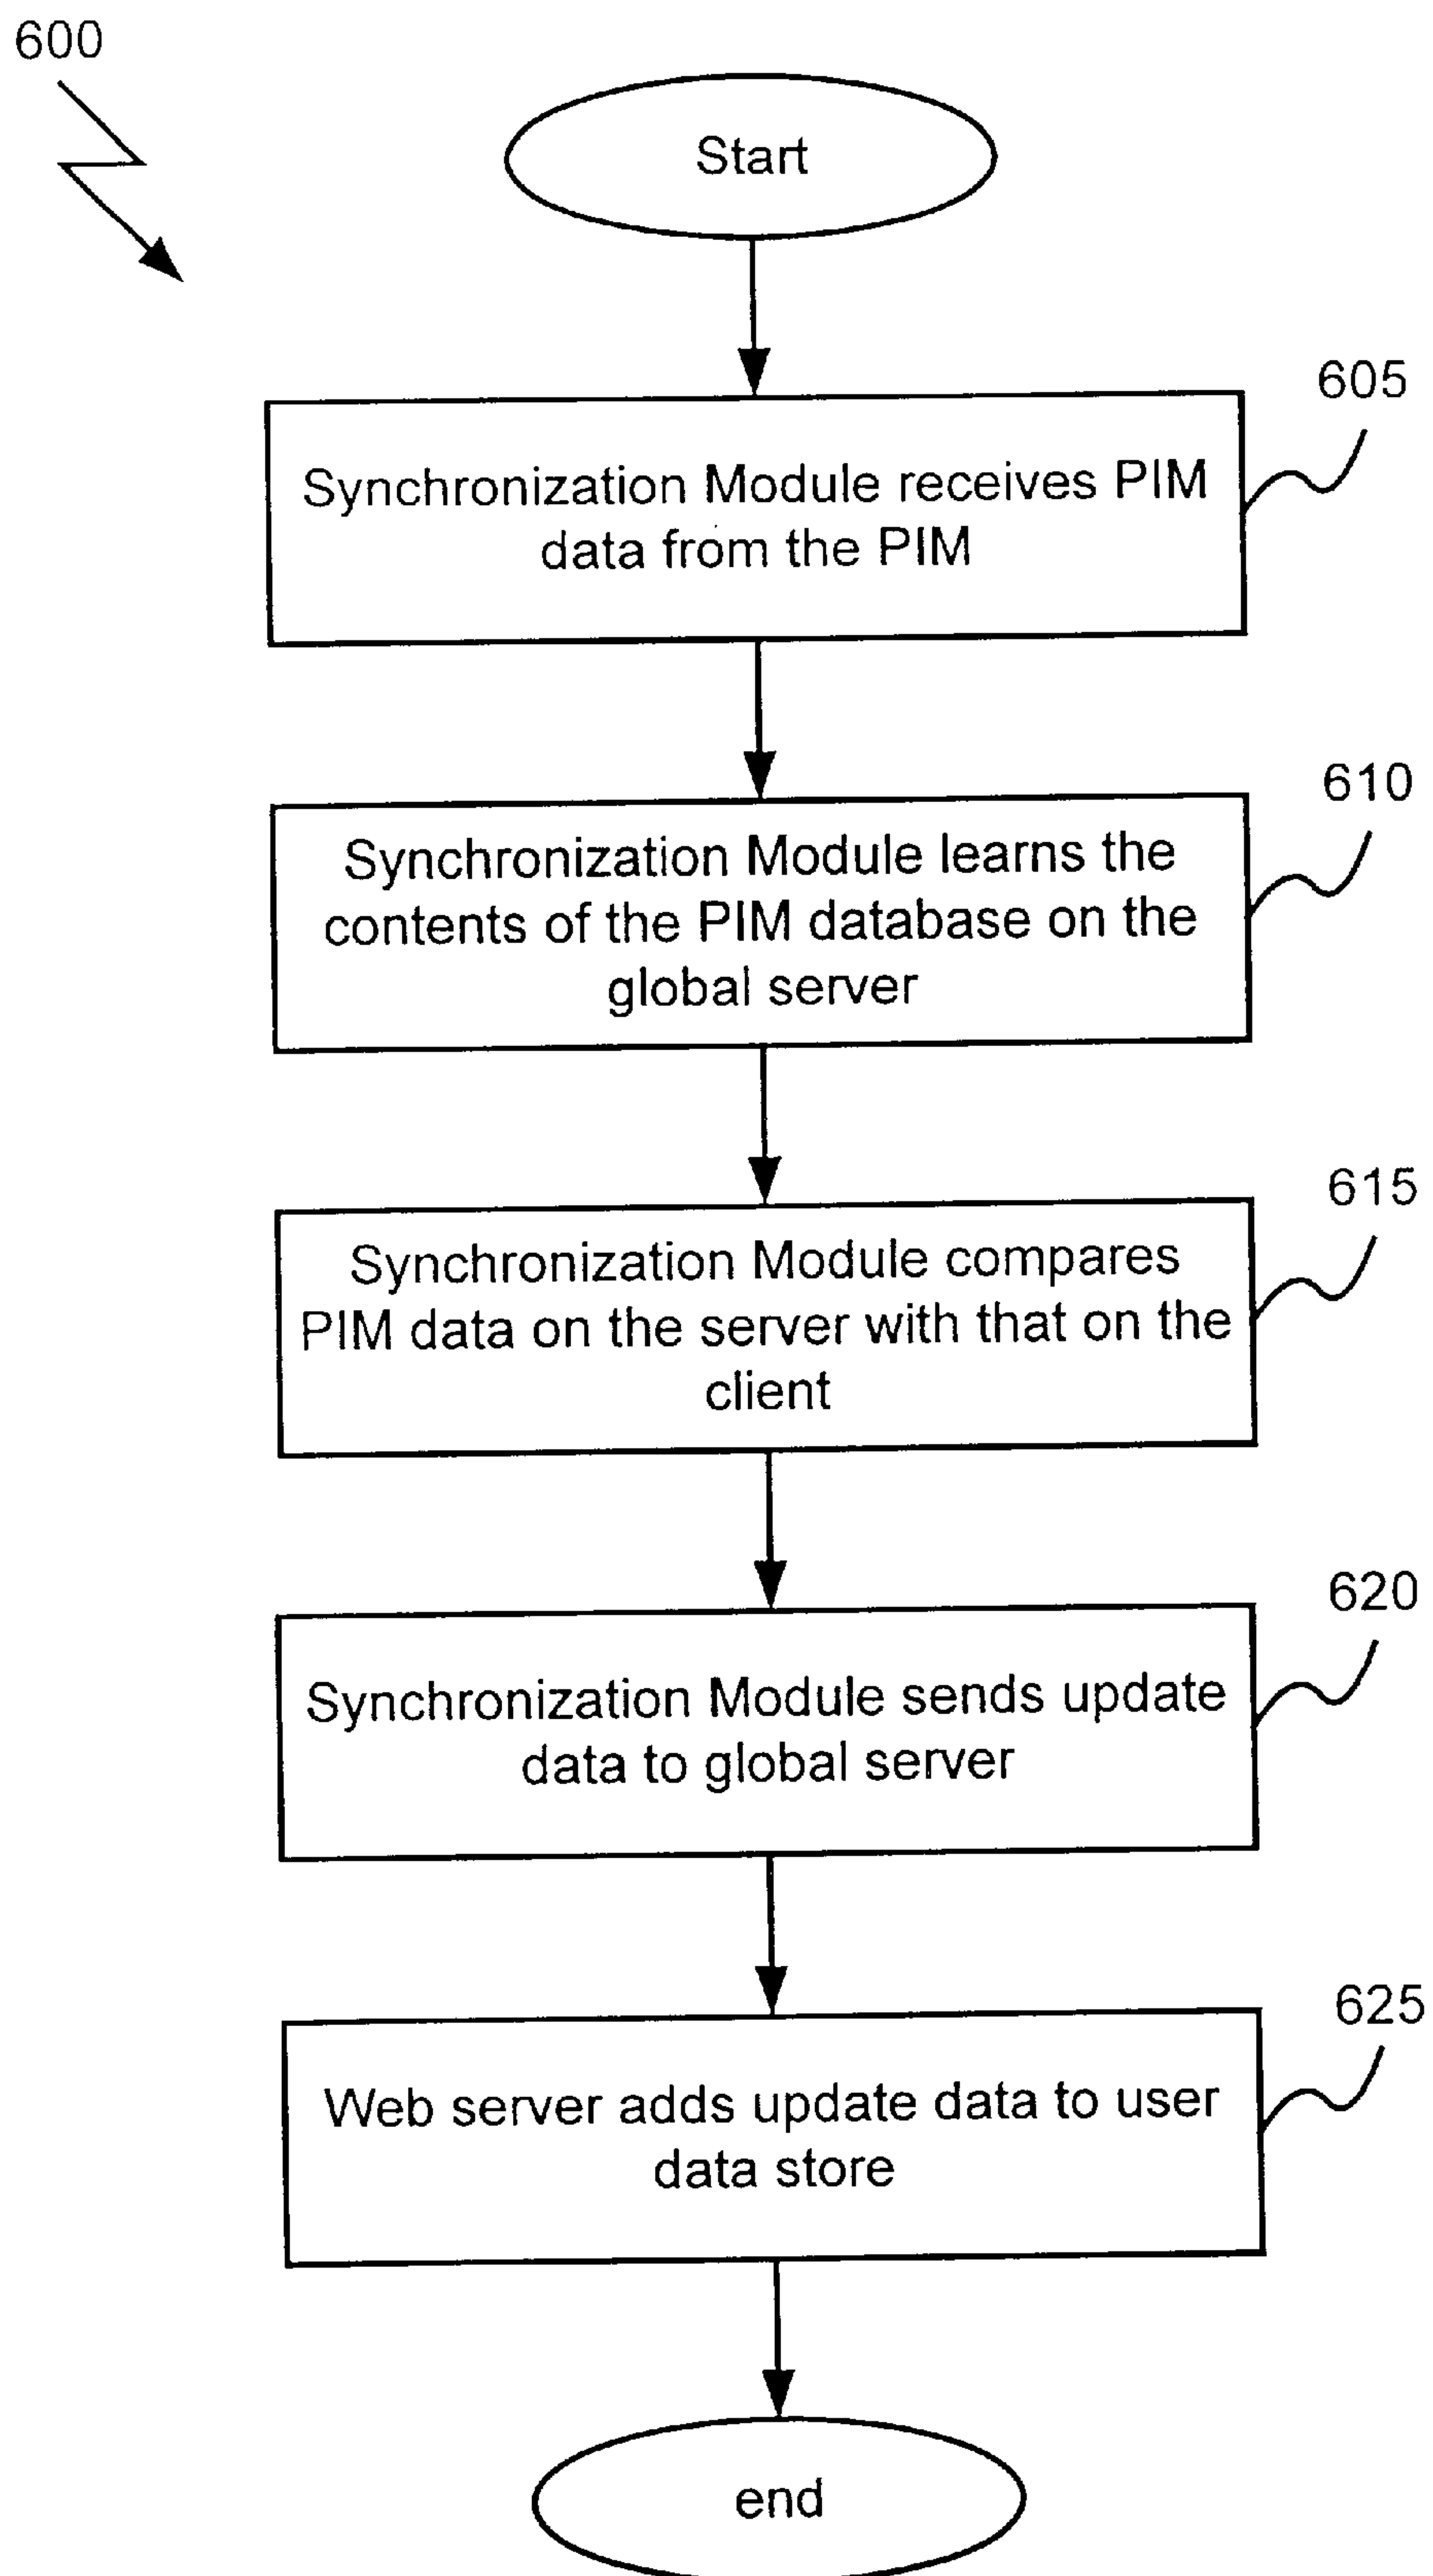 600
Start
605
Synchronization Module receives PIM
data from the PIM
610
Synchronization Module learns the
contents of the PIM database on the
global server
615
Synchronization Module compares
PIM data on the server with that on the
client
620
Synchronization Module sends update
data to global server
625
Web server adds update data to user
data store
end